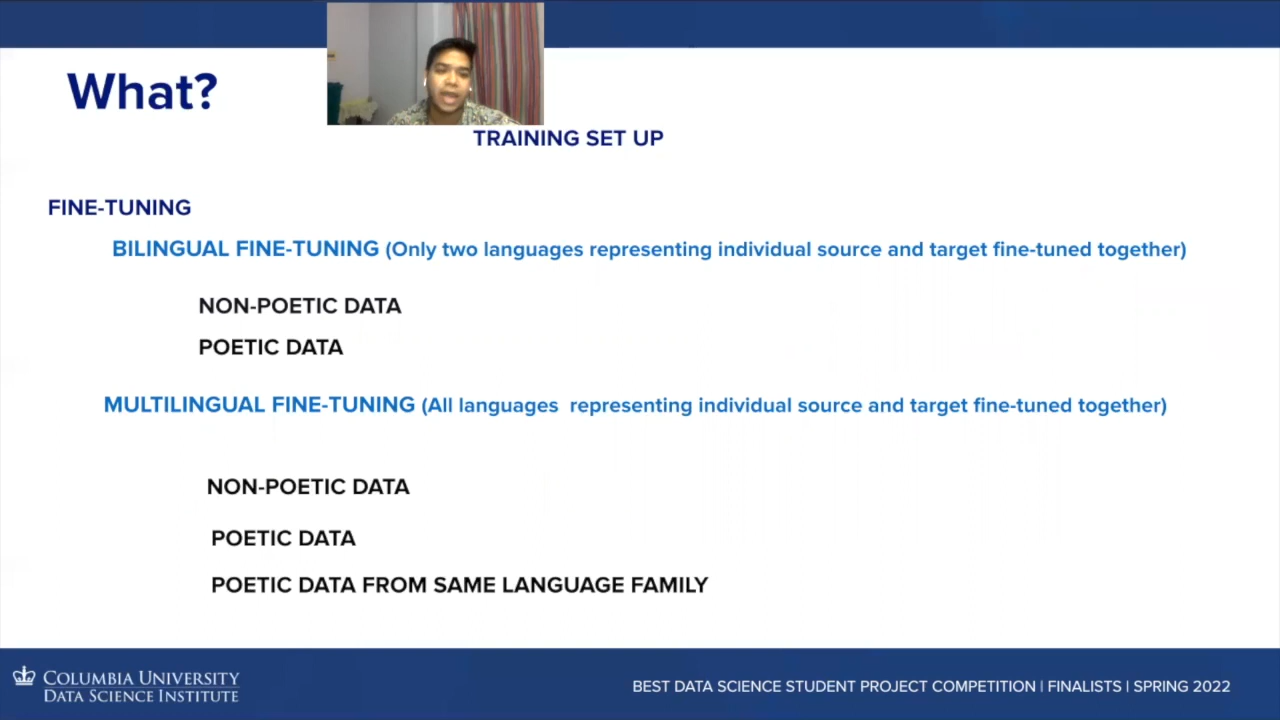 What?
TRAINING SET UP
FINE-TUNING
BILINGUAL FINE-TUNING (Only two languages representing individual source and target fine-tuned together)
NON-POETIC DATA
POETIC DATA
MULTILINGUAL FINE-TUNING (All languages representing individual source and target fine-tuned together)
NON-POETIC DATA
POETIC DATA
POETIC DATA FROM SAME LANGUAGE FAMILY
COLUMBIA UNIVERSITY
DATA SCIENCE INSTITUTE
BEST DATA SCIENCE STUDENT PROJECT COMPETITION | FINALISTS | SPRING 2022